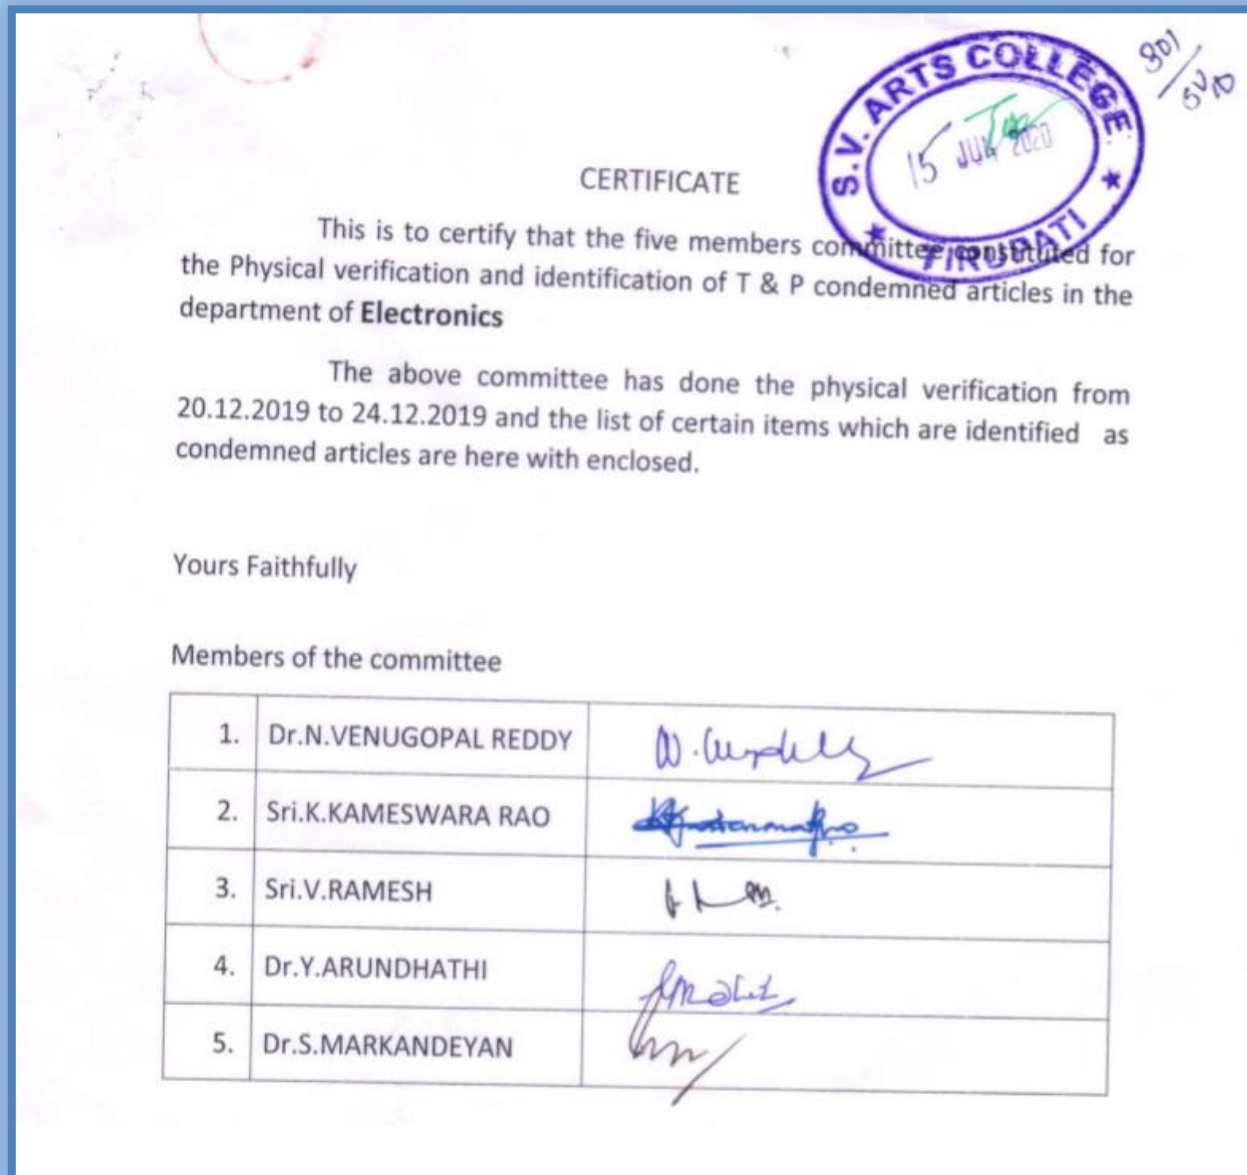 S.V. ARTS COLLEGE
15 JUN 2020
TIRUPATI
CERTIFICATE
This is to certify that the five members committee constituted for
the Physical verification and identification of T & P condemned articles in the
department of Electronics
The above committee has done the physical verification from
20.12.2019 to 24.12.2019 and the list of certain items which are identified as
condemned articles are here with enclosed.
Yours Faithfully
Members of the committee
1. Dr.N.VENUGOPAL REDDY
2. Sri.K.KAMESWARA RAO
3. Sri.V.RAMESH
4. Dr.Y.ARUNDHATHI
5. Dr.S.MARKANDEYAN